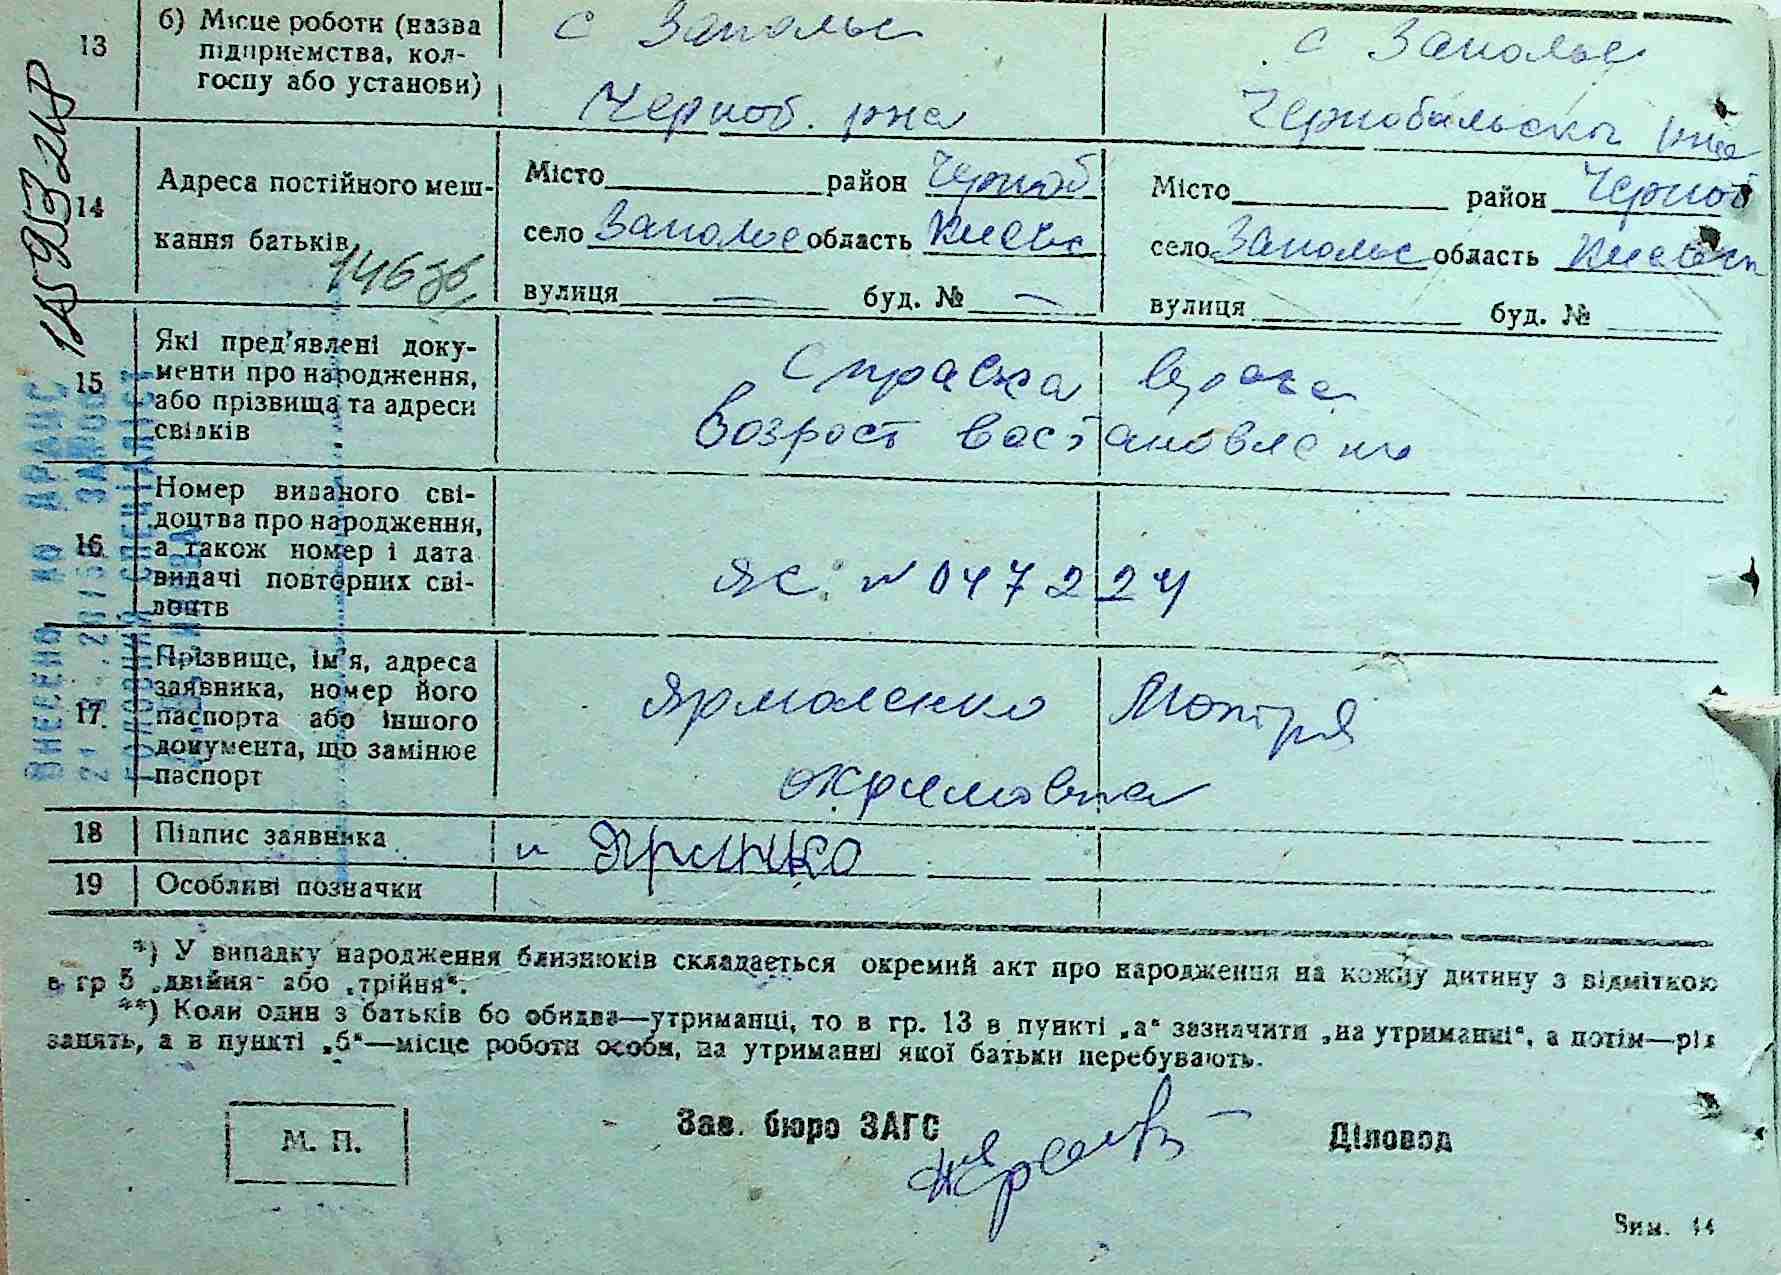 13 б) Місце роботи (назва підприємства, колгоспу або установи)
с Заполье
Черноб. рна
с Заполье
Чернобыльского рна
14 Адреса постійного мешкання батьків
Місто район Черноб
село Заполье область Киевс
вулиця — буд. № —
Місто район Черноб
село Заполье область Киевск
вулиця буд. №
15 Які пред'явлені документи про народження, або прізвища та адреси свідків
Справка врача
Возраст востановлено
16 Номер виданого свідоцтва про народження, а також номер і дата видачі повторних свідоцтв
ЯС № 047224
17 Прізвище, ім'я, адреса заявника, номер його паспорта або іншого документа, що замінює паспорт
Ярмоленко Мотря
18 Підпис заявника
19 Особливі позначки
ВНЕСЕНО ДО ДРАЦС
*) У випадку народження близнюків складається окремий акт про народження на кожну дитину з відміткою
в гр 5 „двійня" або „трійня".
**) Коли один з батьків бо обидва—утриманці, то в гр. 13 в пункті „а" зазначити „на утриманні", а потім—рід
занять, а в пункті „б"—місце роботи особи, на утриманні якої батьки перебувають.
М. П.
Зав. бюро ЗАГС
Діловод
Зим. 44